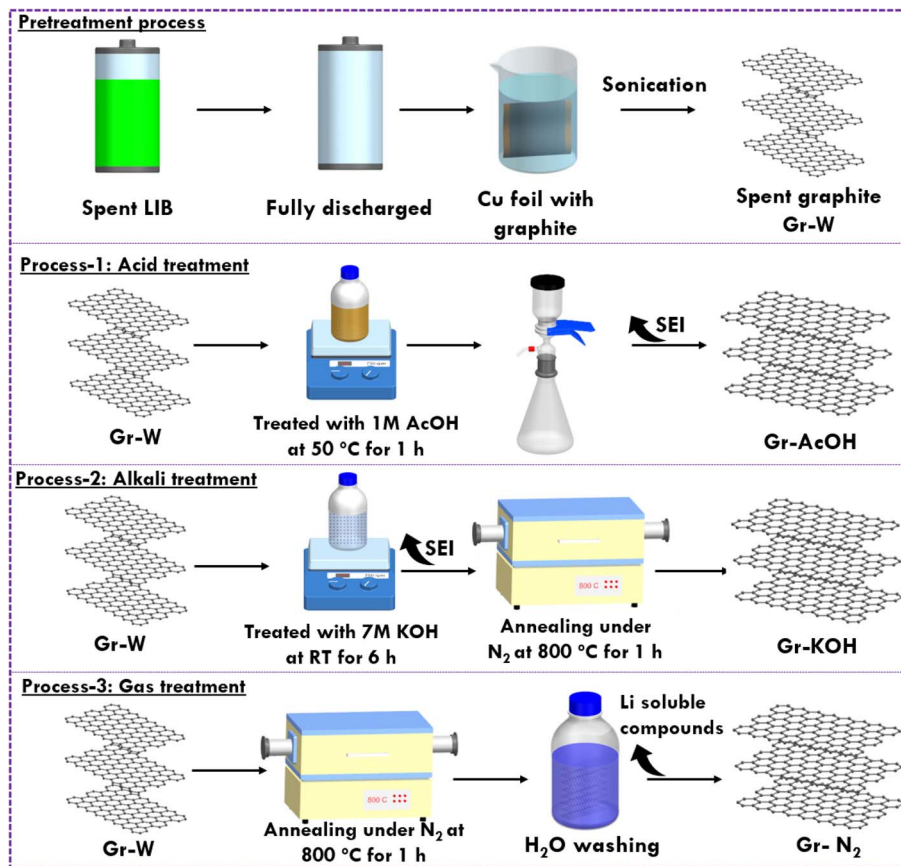 Pretreatment process
Sonication
Spent LIB
Fully discharged
Cu foil with
graphite
Spent graphite
Gr-W
Process-1: Acid treatment
SEI
Gr-W
Treated with 1M AcOH
at 50 °C for 1 h
Gr-AcOH
Process-2: Alkali treatment
SEI
800 C
Gr-W
Treated with 7M KOH
at RT for 6 h
Annealing under
N₂ at 800 °C for 1 h
Gr-KOH
Process-3: Gas treatment
Li soluble
compounds
800 C
Gr-W
Annealing under N₂ at
800 °C for 1 h
H₂O washing
Gr- N₂